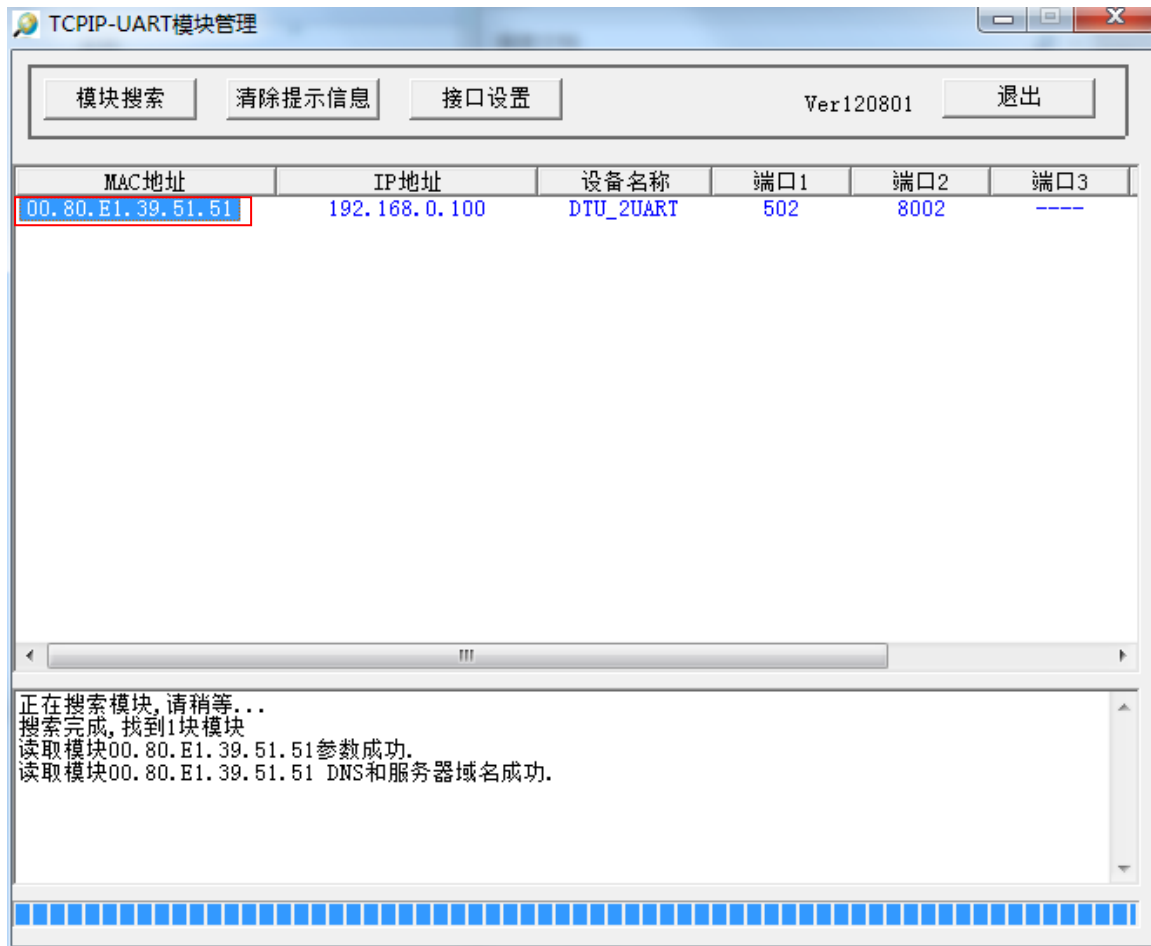 TCPIP-UART模块管理
模块搜索 清除提示信息 接口设置 Ver120801 退出
MAC地址 IP地址 设备名称 端口1 端口2 端口3
00.80.E1.39.51.51 192.168.0.100 DTU_2UART 502 8002 ----
正在搜索模块,请稍等...
搜索完成,找到1块模块
读取模块00.80.E1.39.51.51参数成功.
读取模块00.80.E1.39.51.51 DNS和服务器域名成功.